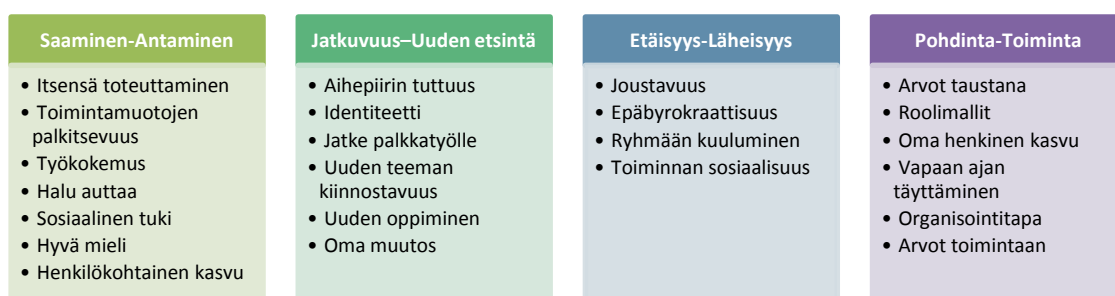 Saaminen-Antaminen
• Itsensä toteuttaminen
• Toimintamuotojen
palkitsevuus
• Työkokemus
• Halu auttaa
• Sosiaalinen tuki
• Hyvä mieli
• Henkilökohtainen kasvu
Jatkuvuus–Uuden etsintä
• Aihepiirin tuttuus
• Identiteetti
• Jatke palkkatyölle
• Uuden teeman
kiinnostavuus
• Uuden oppiminen
• Oma muutos
Etäisyys-Läheisyys
• Joustavuus
• Epäbyrokraattisuus
• Ryhmään kuuluminen
• Toiminnan sosiaalisuus
Pohdinta-Toiminta
• Arvot taustana
• Roolimallit
• Oma henkinen kasvu
• Vapaan ajan
täyttäminen
• Organisointitapa
• Arvot toimintaan